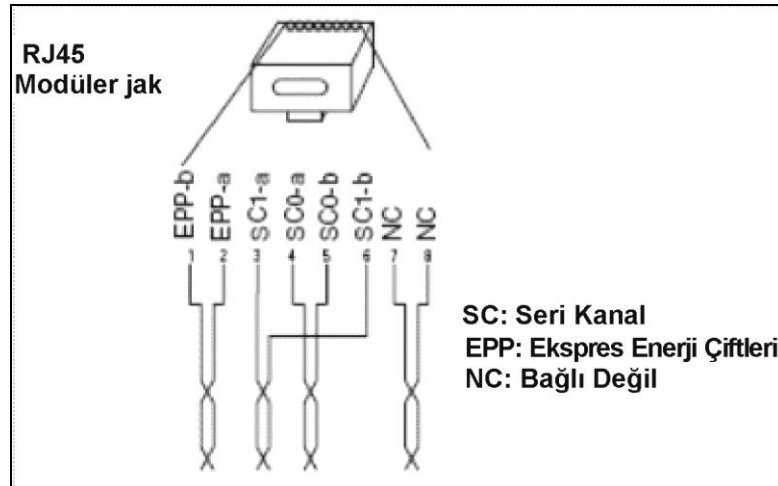 RJ45
Modüler jak
EPP-b
EPP-a
SC1-a
SC0-a
SC0-b
SC1-b
NC
NC
1 2 3 4 5 6 7 8
SC: Seri Kanal
EPP: Ekspres Enerji Çiftleri
NC: Bağlı Değil